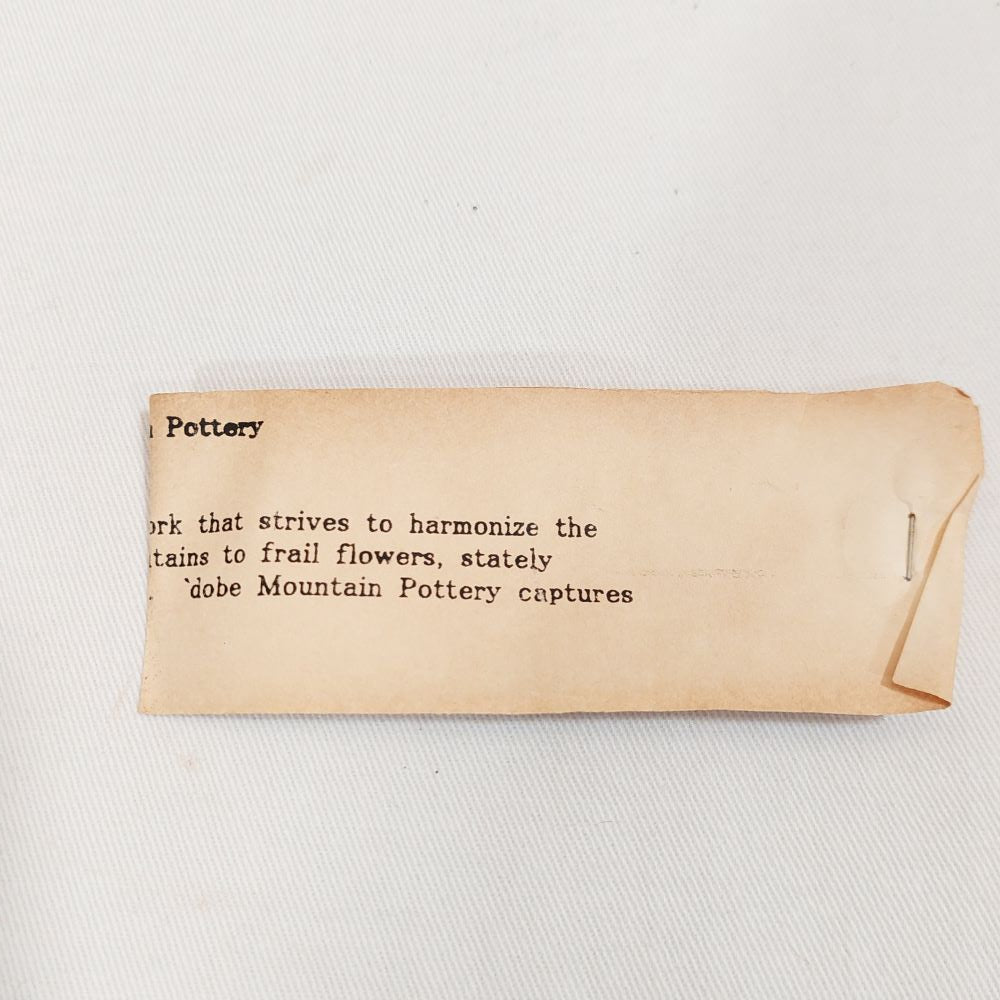 Pottery
ork that strives to harmonize the
tains to frail flowers, stately
dobe Mountain Pottery captures